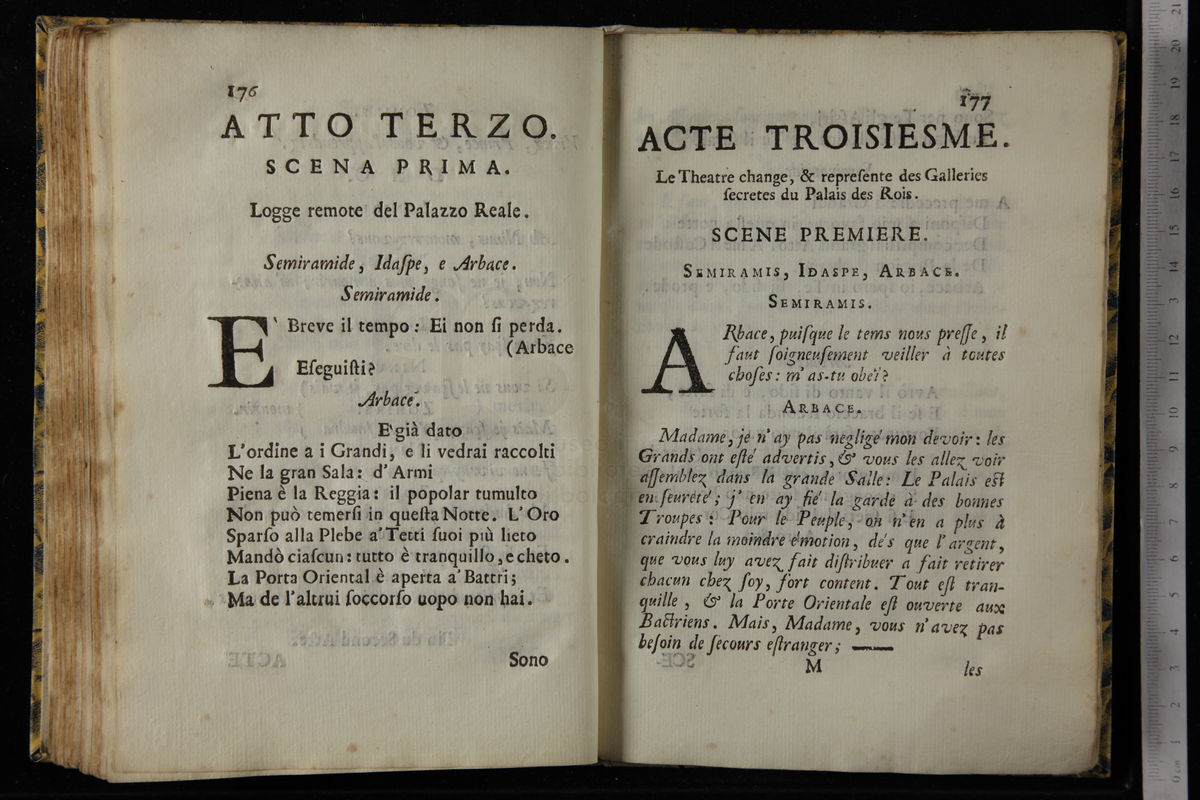 176
ATTO TERZO.
SCENA PRIMA.
Logge remote del Palazzo Reale.
Semiramide, Idaſpe, e Arbace.
Semiramide.
E' Breve il tempo: Ei non ſi perda.
(Arbace
Eſeguiſti?
Arbace.
E'già dato
L'ordine a i Grandi, e li vedrai raccolti
Ne la gran Sala: d'Armi
Piena è la Reggia: il popolar tumulto
Non può temerſi in queſta Notte. L'Oro
Sparſo alla Plebe a'Tetti ſuoi più lieto
Mandò ciaſcun: tutto è tranquillo, e cheto.
La Porta Oriental è aperta a'Battri;
Ma de l'altrui ſoccorſo uopo non hai.
Sono
177
ACTE TROISIESME.
Le Theatre change, & repreſente des Galleries
ſecretes du Palais des Rois.
SCENE PREMIERE.
SEMIRAMIS, IDASPE, ARBACE.
SEMIRAMIS.
ARbace, puiſque le tems nous preſſe, il
faut ſoigneuſement veiller à toutes
choſes: m'as-tu obeï?
ARBACE.
Madame, je n'ay pas negligé mon devoir: les
Grands ont eſté advertis, & vous les allez voir
aſſemblez dans la grande Salle: Le Palais eſt
en ſeureté; j'en ay fié la garde à des bonnes
Troupes: Pour le Peuple, on n'en a plus à
craindre la moindre émotion, dés que l'argent,
que vous luy avez fait diſtribuer a fait retirer
chacun chez ſoy, fort content. Tout eſt tran-
quille, & la Porte Orientale eſt ouverte aux
Bactriens. Mais, Madame, vous n'avez pas
beſoin de ſecours eſtranger; —
M
les